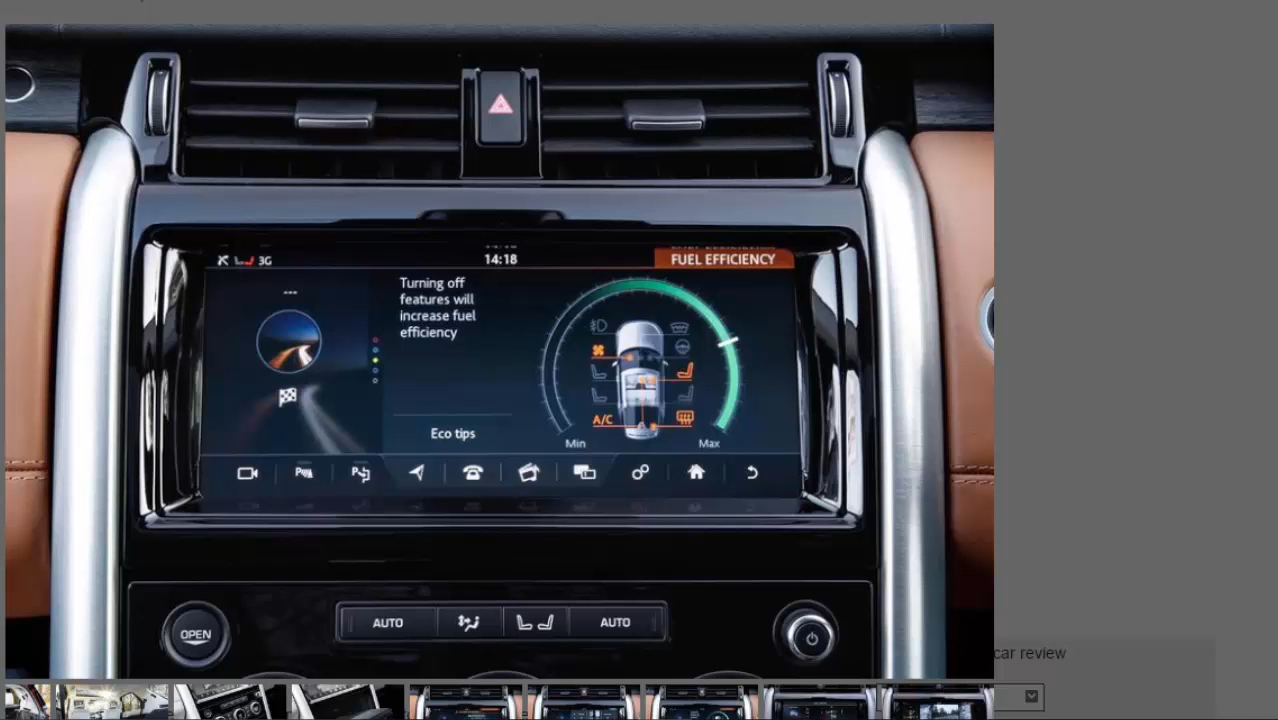 3G
14:18
FUEL EFFICIENCY
Turning off
features will
increase fuel
efficiency
A/C
Min
Max
Eco tips
AUTO
AUTO
OPEN
car review